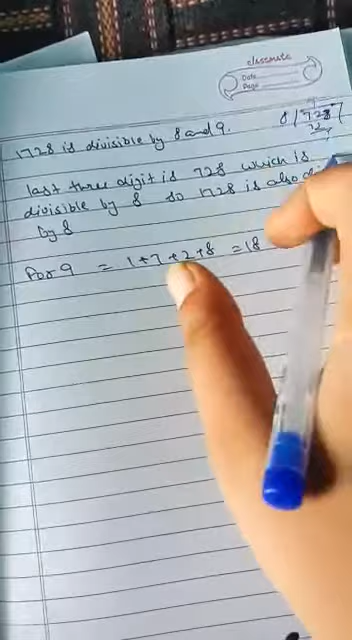 classmate
Date
Page
1728 is divisible by 8 and 9.
8 728
72
last three digit is 728 which is
divisible by 8 so 1728 is also
by 8
For 9 = 1+7+2+8 = 18